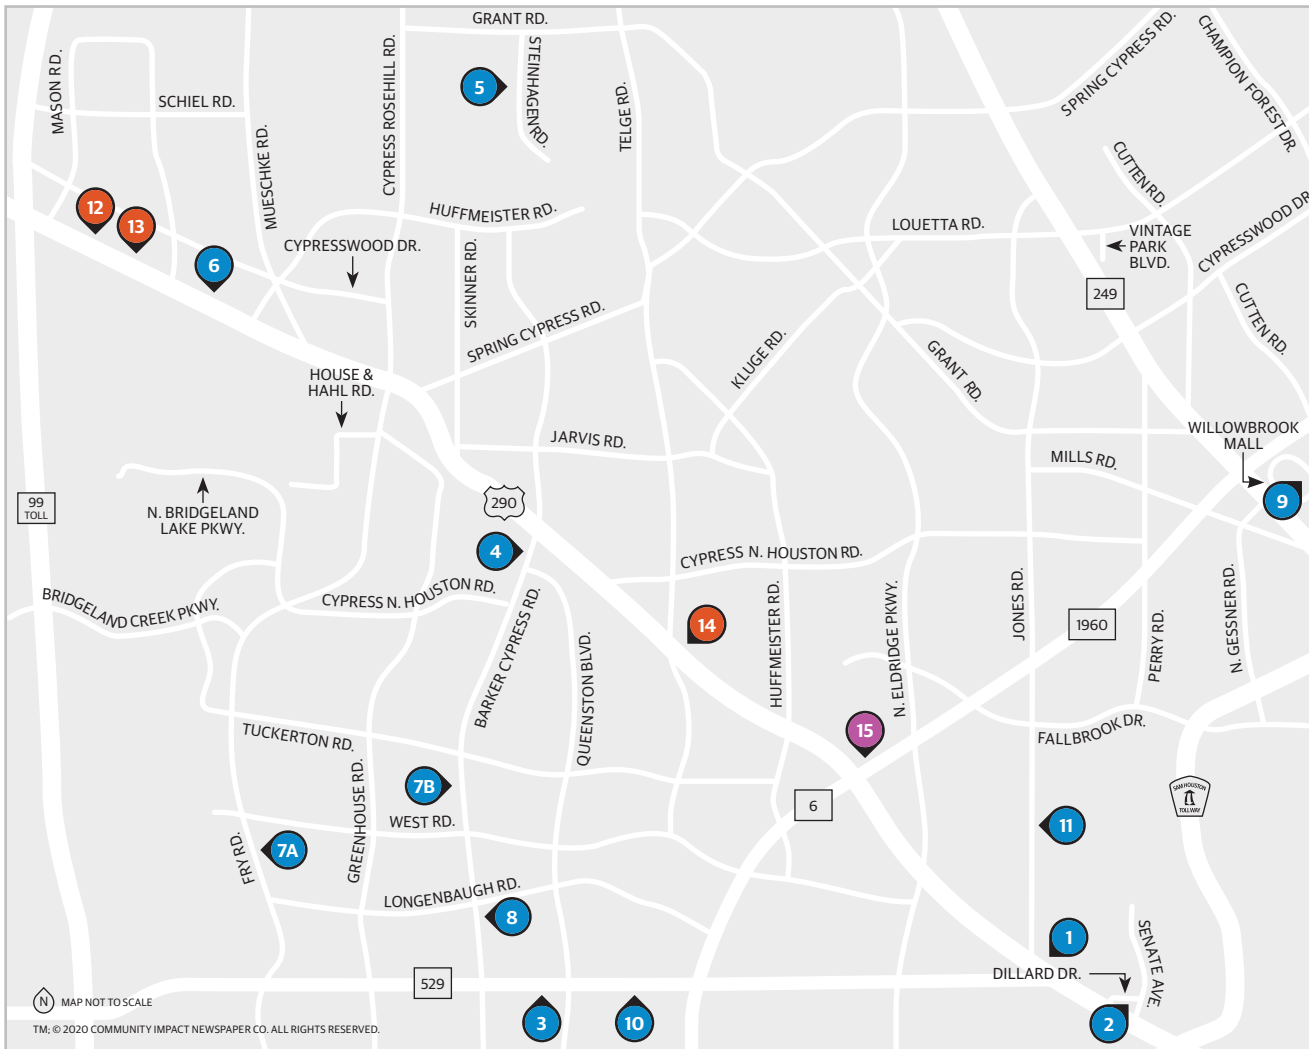 GRANT RD.
SPRING CYPRESS RD.
CHAMPION FOREST DR.
MASON RD.
CYPRESS ROSEHILL RD.
STEINHAGEN RD.
5
TELGE RD.
SCHIEL RD.
MUESCHKE RD.
CUTTEN RD.
12
13
HUFFMEISTER RD.
LOUETTA RD.
VINTAGE
PARK
BLVD.
CYPRESSWOOD DR.
CYPRESSWOOD DR.
6
SKINNER RD.
249
CUTTEN RD.
SPRING CYPRESS RD.
KLUGE RD.
GRANT RD.
HOUSE &
HAHL RD.
WILLOWBROOK
MALL
JARVIS RD.
MILLS RD.
99
TOLL
N. BRIDGELAND
LAKE PKWY.
290
9
4
CYPRESS N. HOUSTON RD.
CYPRESS N. HOUSTON RD.
BRIDGELAND CREEK PKWY.
BARKER CYPRESS RD.
QUEENSTON BLVD.
14
HUFFMEISTER RD.
N. ELDRIDGE PKWY.
JONES RD.
1960
PERRY RD.
N. GESSNER RD.
15
TUCKERTON RD.
FALLBROOK DR.
GREENHOUSE RD.
7B
6
SAM HOUSTON
TOLLWAY
WEST RD.
11
FRY RD.
7A
LONGENBAUGH RD.
8
1
SENATE AVE.
DILLARD DR.
529
N
MAP NOT TO SCALE
3
10
2
TM; © 2020 COMMUNITY IMPACT NEWSPAPER CO. ALL RIGHTS RESERVED.